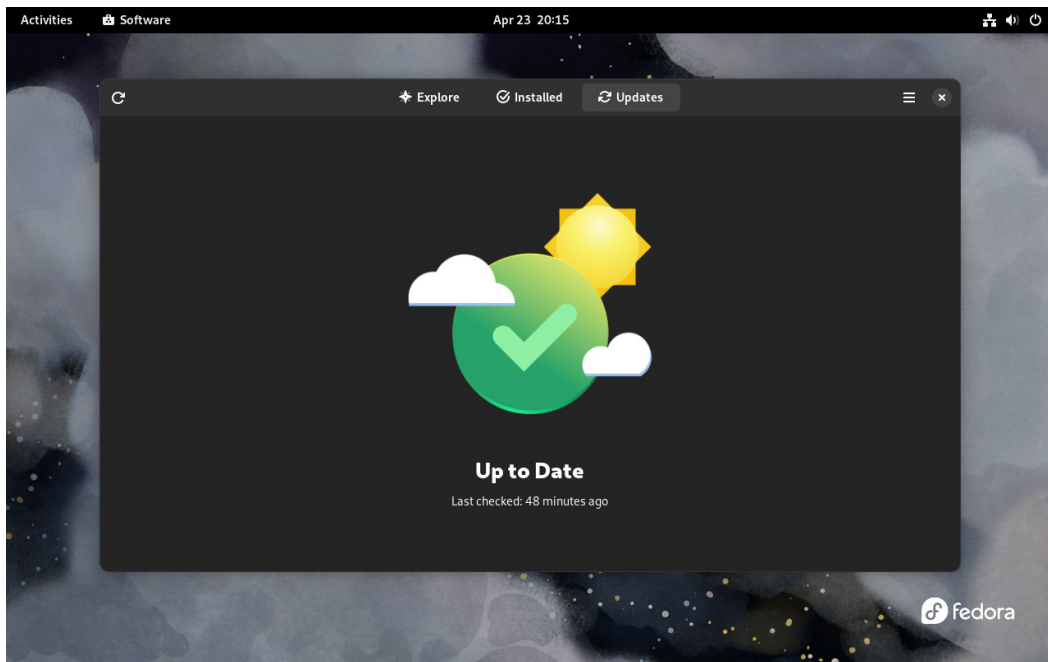 Activities Software Apr 23 20:15
Explore Installed Updates
Up to Date
Last checked: 48 minutes ago
fedora